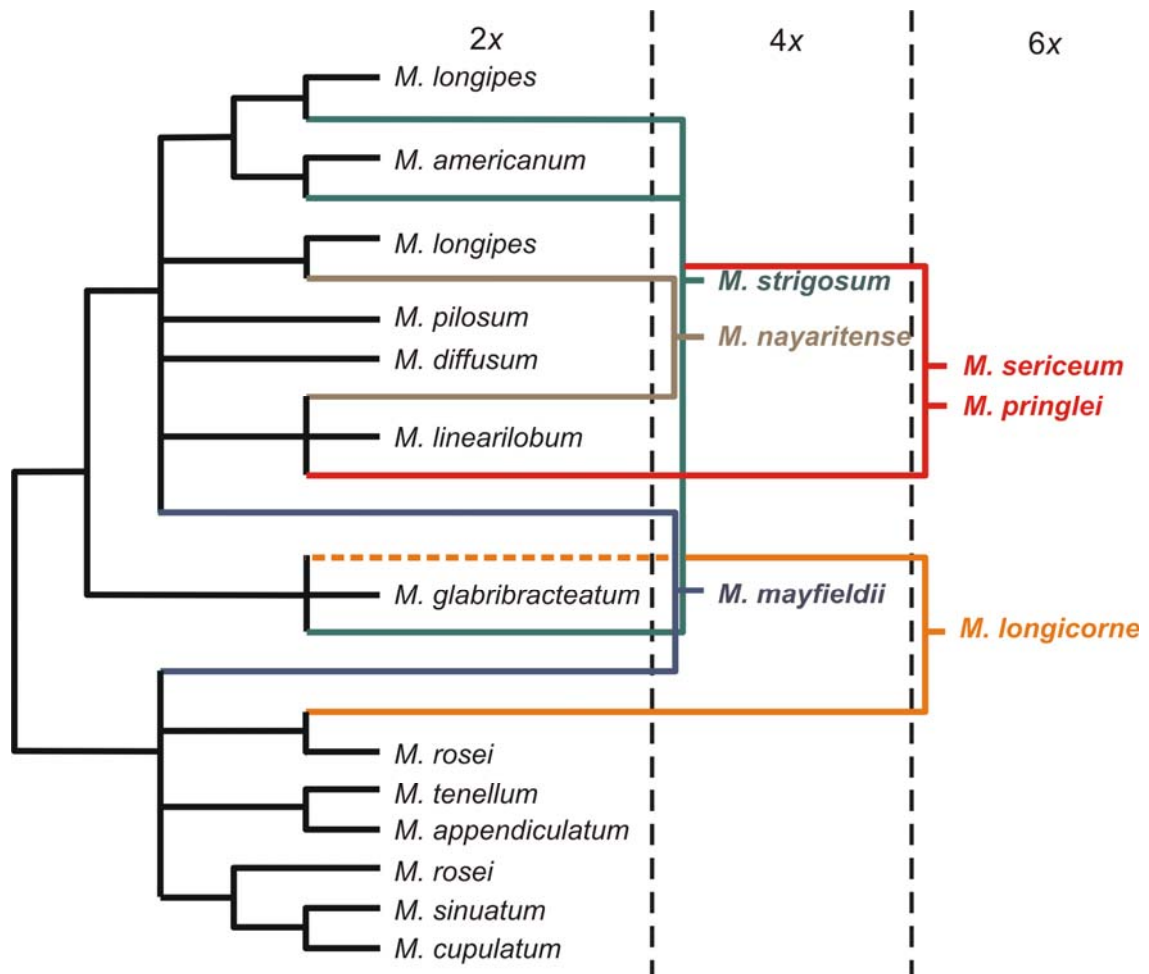 2x
4x
6x
M. longipes
M. americanum
M. longipes
M. strigosum
M. pilosum
M. nayaritense
M. diffusum
M. sericeum
M. pringlei
M. linearilobum
M. glabribracteatum
M. mayfieldii
M. longicorne
M. rosei
M. tenellum
M. appendiculatum
M. rosei
M. sinuatum
M. cupulatum